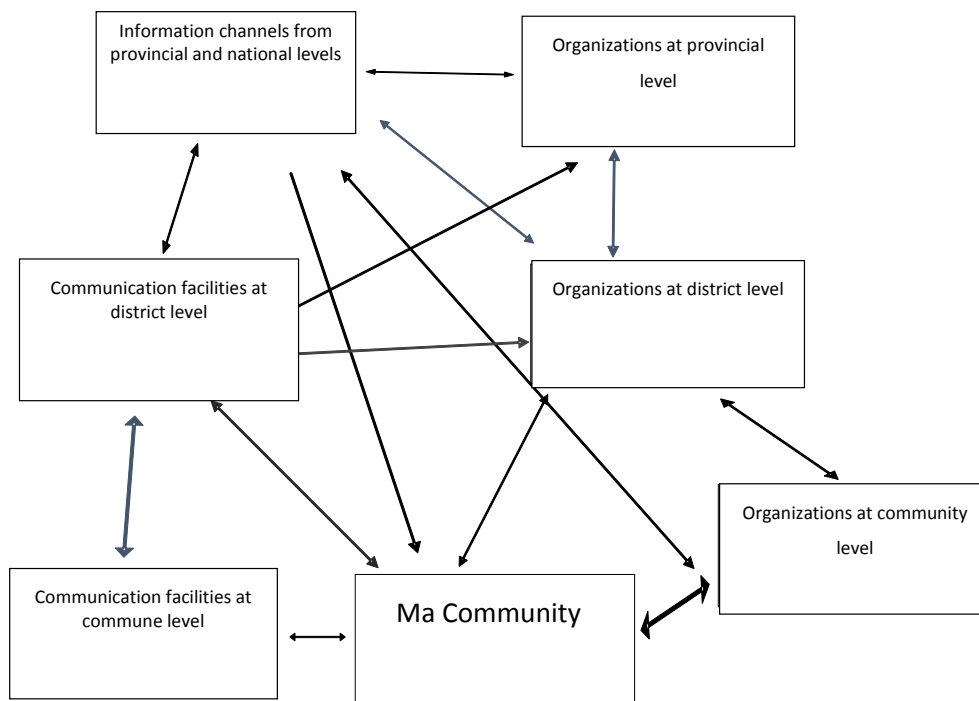 Information channels from
provincial and national levels
Organizations at provincial
level
Communication facilities at
district level
Organizations at district level
Organizations at community
level
Communication facilities at
commune level
Ma Community